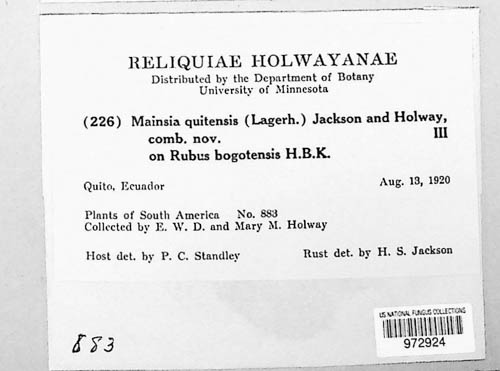 RELIQUIAE HOLWAYANAE
Distributed by the Department of Botany
University of Minnesota
(226) Mainsia quitensis (Lagerh.) Jackson and Holway,
comb. nov. III
on Rubus bogotensis H.B.K.
Quito, Ecuador Aug. 13, 1920
Plants of South America No. 883
Collected by E. W. D. and Mary M. Holway
Host det. by P. C. Standley Rust det. by H. S. Jackson
US NATIONAL FUNGUS COLLECTIONS
972924
883